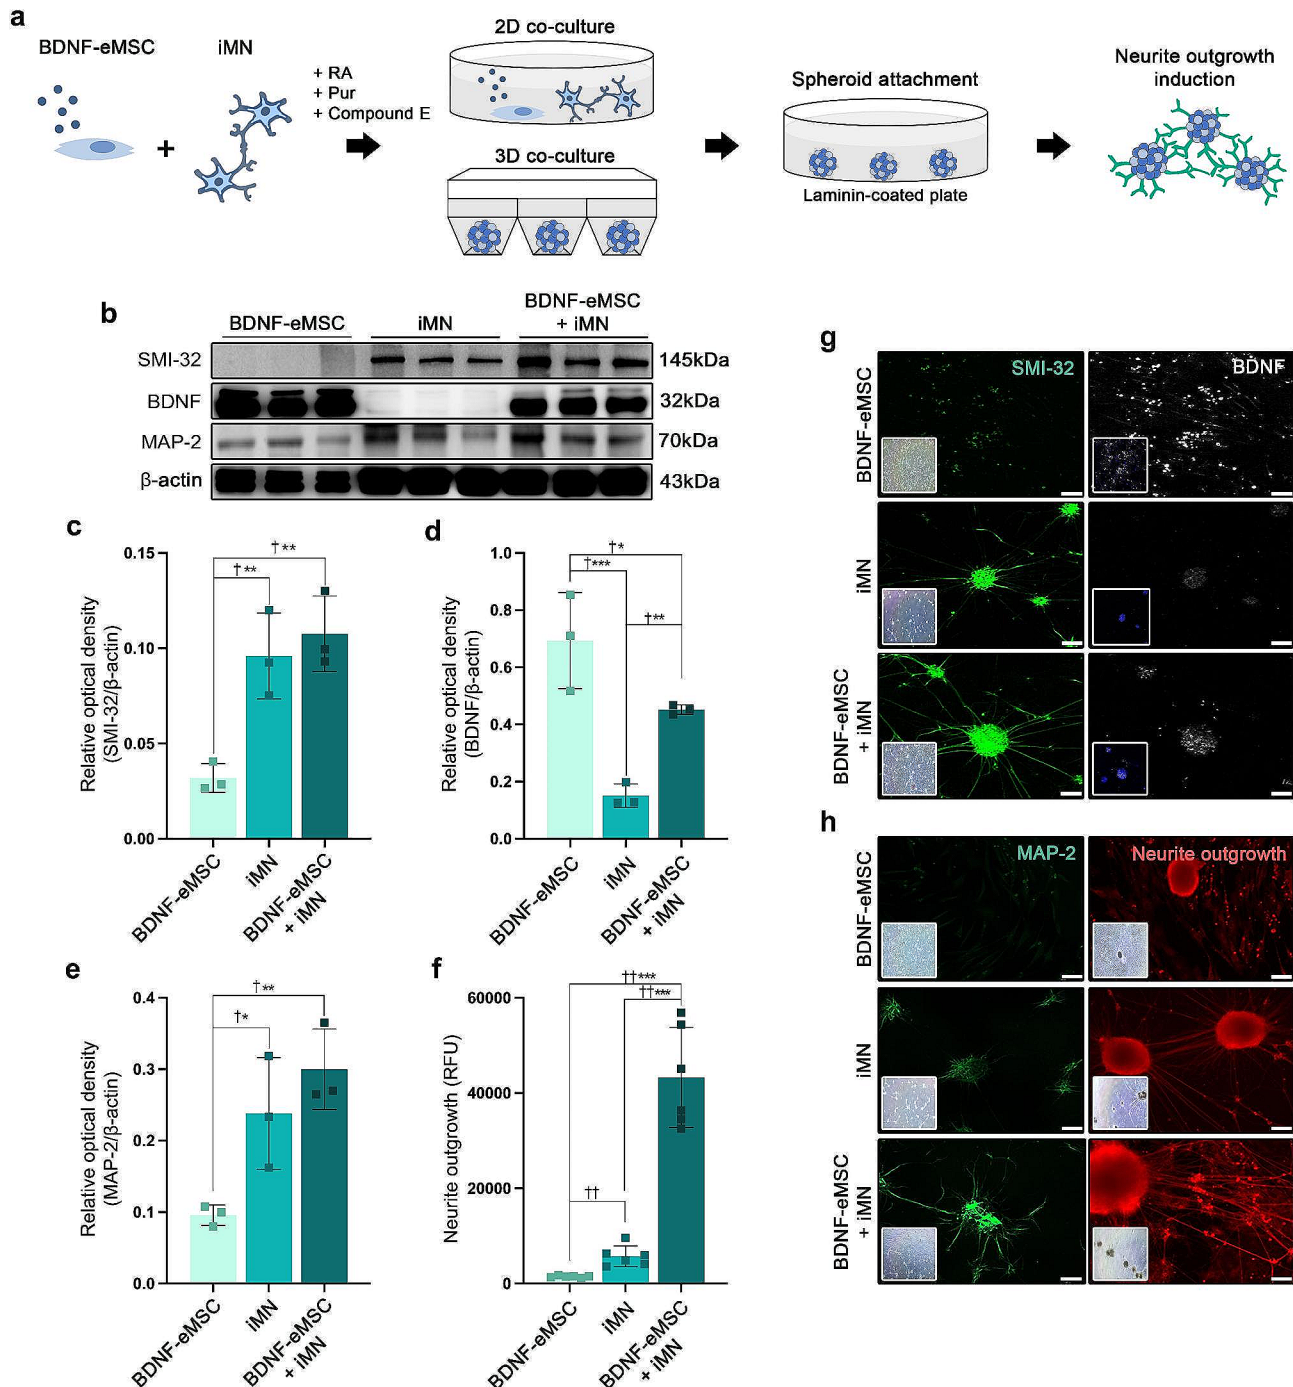 a
BDNF-eMSC
iMN
+ RA
+ Pur
+ Compound E
2D co-culture
3D co-culture
Spheroid attachment
Laminin-coated plate
Neurite outgrowth
induction
b
BDNF-eMSC
iMN
BDNF-eMSC
+ iMN
SMI-32
145kDa
BDNF
32kDa
MAP-2
70kDa
β-actin
43kDa
c
Relative optical density
(SMI-32/β-actin)
0.15
0.10
0.05
0.00
†**
†**
BDNF-eMSC
iMN
BDNF-eMSC
+ iMN
d
Relative optical density
(BDNF/β-actin)
1.0
0.8
0.6
0.4
0.2
0.0
†*
†***
†**
BDNF-eMSC
iMN
BDNF-eMSC
+ iMN
e
Relative optical density
(MAP-2/β-actin)
0.4
0.3
0.2
0.1
0.0
†**
†*
BDNF-eMSC
iMN
BDNF-eMSC
+ iMN
f
Neurite outgrowth (RFU)
60000
40000
20000
0
††***
††***
††
BDNF-eMSC
iMN
BDNF-eMSC
+ iMN
g
SMI-32
BDNF
BDNF-eMSC
iMN
BDNF-eMSC
+ iMN
h
MAP-2
Neurite outgrowth
BDNF-eMSC
iMN
BDNF-eMSC
+ iMN